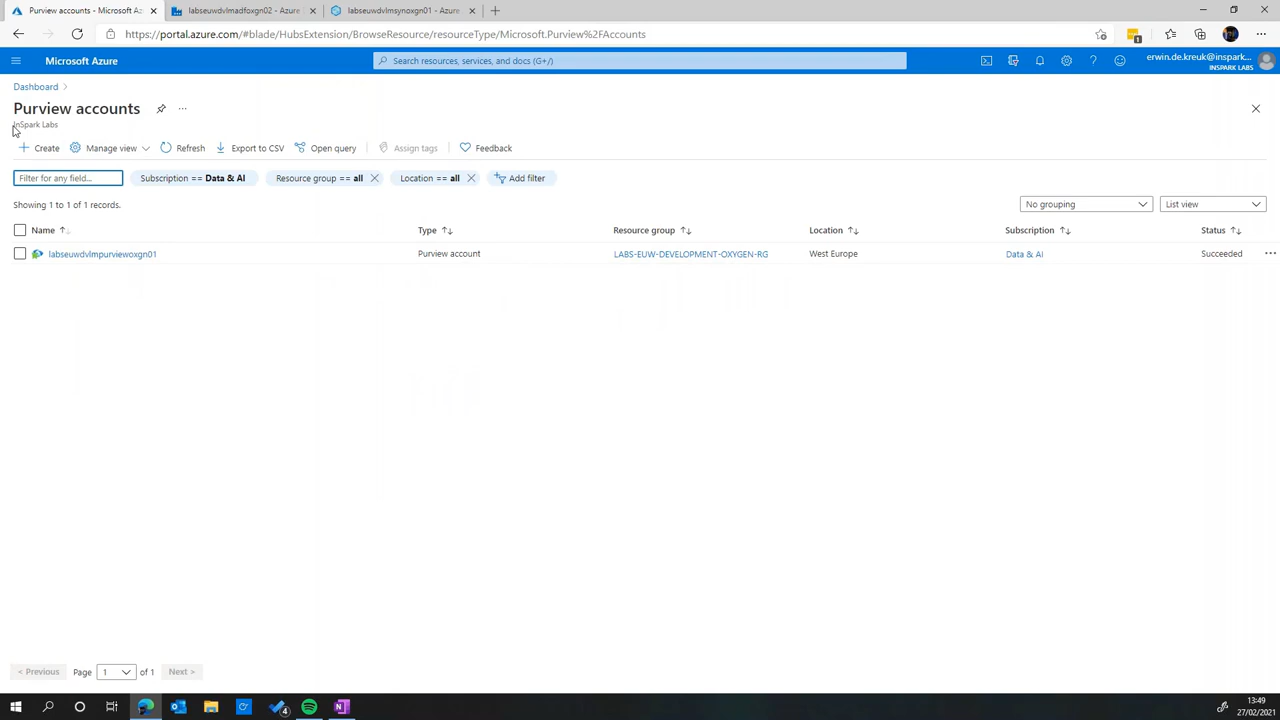 Purview accounts - Microsoft Az
labseuwdvlmadfoxgn02 - Azure
labseuwdvlmsynoxgn01 - Azure
https://portal.azure.com/#blade/HubsExtension/BrowseResource/resourceType/Microsoft.Purview%2FAccounts
1
Microsoft Azure
Search resources, services, and docs (G+/)
erwin.de.kreuk@inspark...
INSPARK LABS
Dashboard
Purview accounts
InSpark Labs
Create
Manage view
Refresh
Export to CSV
Open query
Assign tags
Feedback
Filter for any field...
Subscription == Data & AI
Resource group == all
Location == all
Add filter
Showing 1 to 1 of 1 records.
No grouping
List view
Name Type Resource group Location Subscription Status
labseuwdvlmpurviewoxgn01 Purview account LABS-EUW-DEVELOPMENT-OXYGEN-RG West Europe Data & AI Succeeded ...
< Previous Page 1 of 1 Next >
4
13:49
27/02/2021